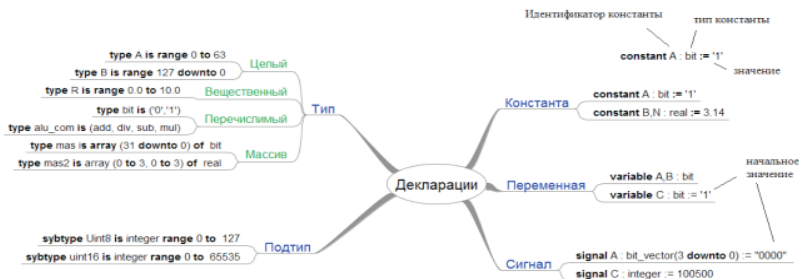 Идентификатор константы
тип константы
constant A : bit := '1'
значение
type A is range 0 to 63
type B is range 127 downto 0
Целый
type R is range 0.0 to 10.0
Вещественный
type bit is ('0','1')
type alu_com is (add, div, sub, mul)
Перечислимый
type mas is array (31 downto 0) of bit
type mas2 is array (0 to 3, 0 to 3) of real
Массив
Тип
sybtype Uint8 is integer range 0 to 127
sybtype uint16 is integer range 0 to 65535
Подтип
Декларации
Константа
constant A : bit := '1'
constant B,N : real := 3.14
Переменная
variable A,B : bit
variable C : bit := '1'
начальное
значение
Сигнал
signal A : bit_vector(3 downto 0) := "0000"
signal C : integer := 100500